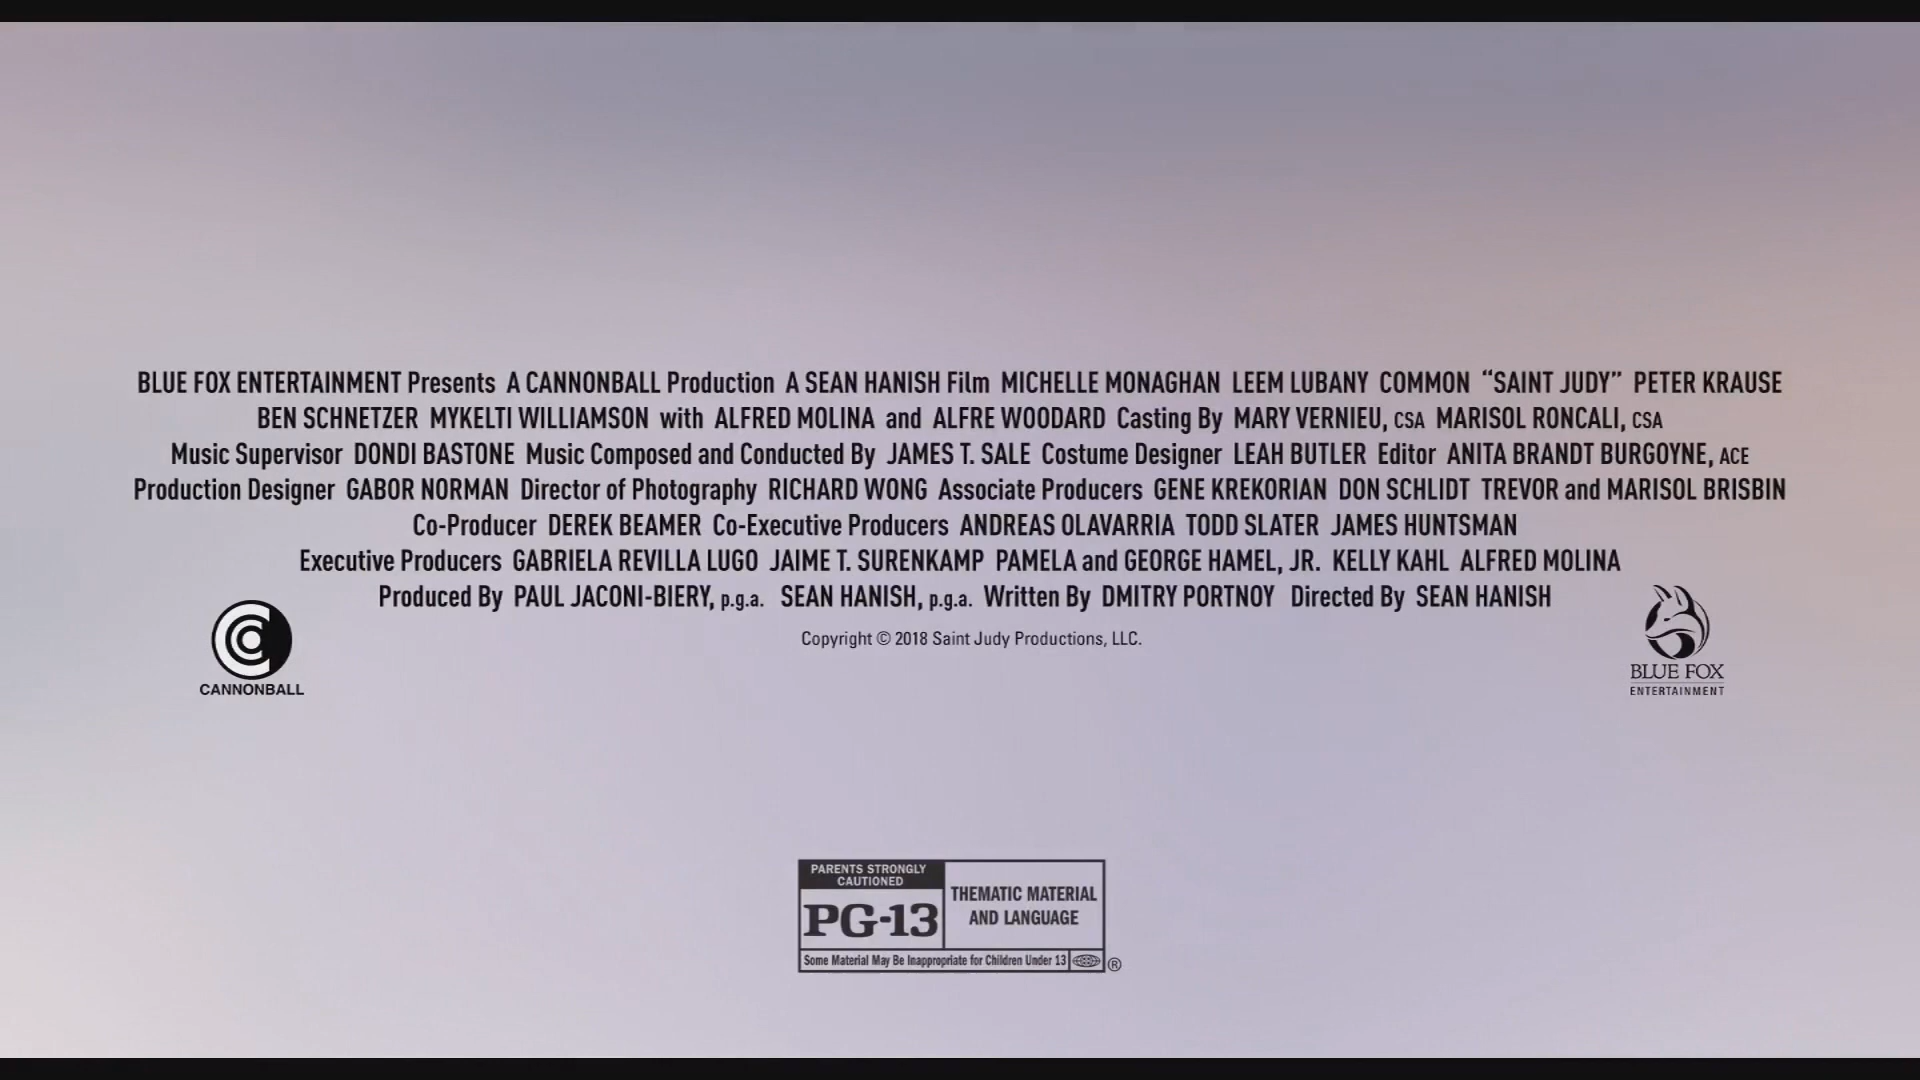 BLUE FOX ENTERTAINMENT Presents A CANNONBALL Production A SEAN HANISH Film MICHELLE MONAGHAN LEEM LUBANY COMMON “SAINT JUDY” PETER KRAUSE
BEN SCHNETZER MYKELTI WILLIAMSON with ALFRED MOLINA and ALFRE WOODARD Casting By MARY VERNIEU, CSA MARISOL RONCALI, CSA
Music Supervisor DONDI BASTONE Music Composed and Conducted By JAMES T. SALE Costume Designer LEAH BUTLER Editor ANITA BRANDT BURGOYNE, ACE
Production Designer GABOR NORMAN Director of Photography RICHARD WONG Associate Producers GENE KREKORIAN DON SCHLIDT TREVOR and MARISOL BRISBIN
Co-Producer DEREK BEAMER Co-Executive Producers ANDREAS OLAVARRIA TODD SLATER JAMES HUNTSMAN
Executive Producers GABRIELA REVILLA LUGO JAIME T. SURENKAMP PAMELA and GEORGE HAMEL, JR. KELLY KAHL ALFRED MOLINA
Produced By PAUL JACONI-BIERY, p.g.a. SEAN HANISH, p.g.a. Written By DMITRY PORTNOY Directed By SEAN HANISH
Copyright © 2018 Saint Judy Productions, LLC.
CANNONBALL
BLUE FOX
ENTERTAINMENT
PARENTS STRONGLY
CAUTIONED
PG-13
THEMATIC MATERIAL
AND LANGUAGE
Some Material May Be Inappropriate for Children Under 13
®